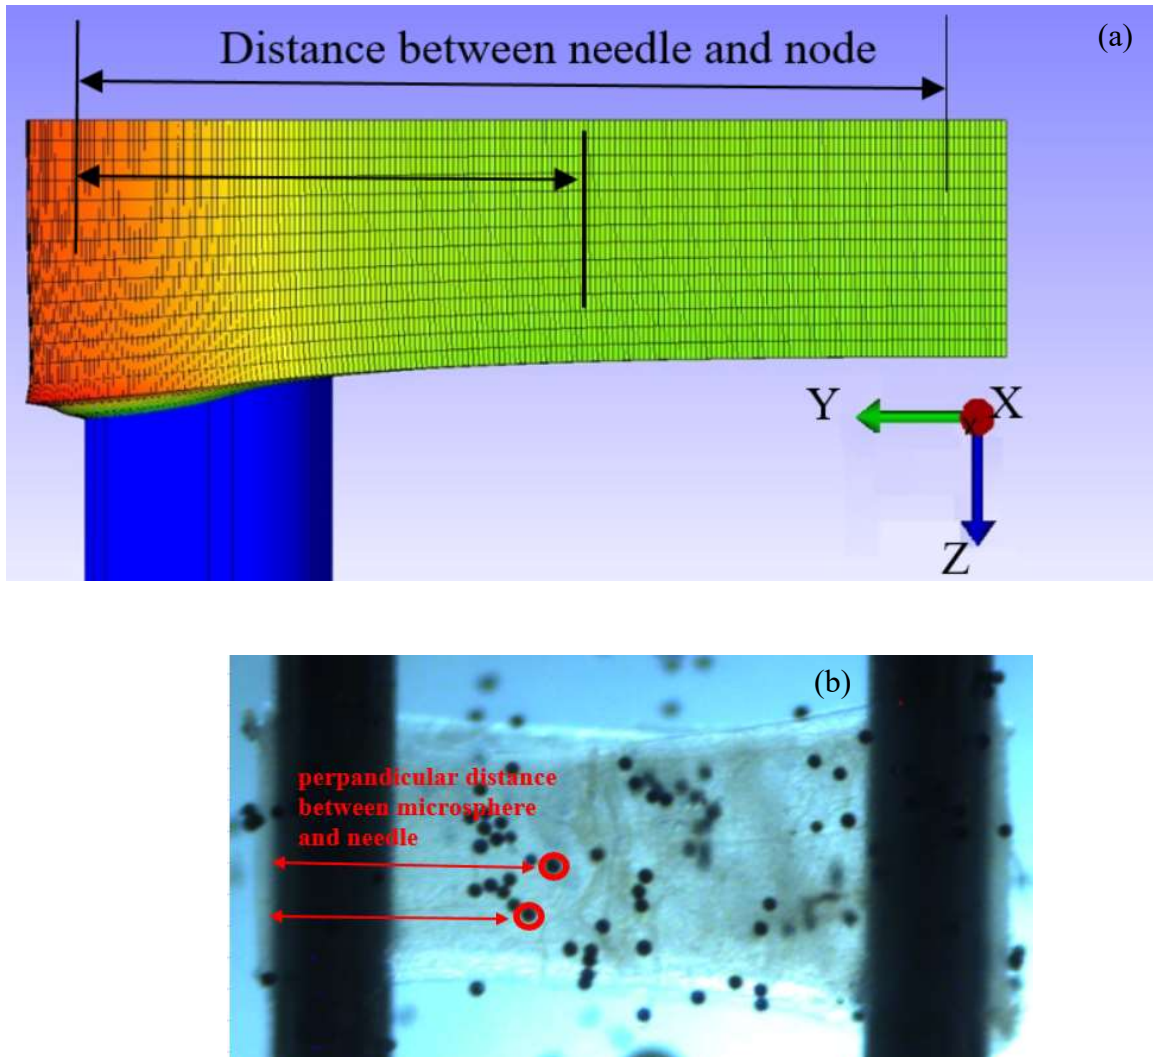 (a)
Distance between needle and node
Y
X
Z
(b)
perpandicular distance
between microsphere
and needle